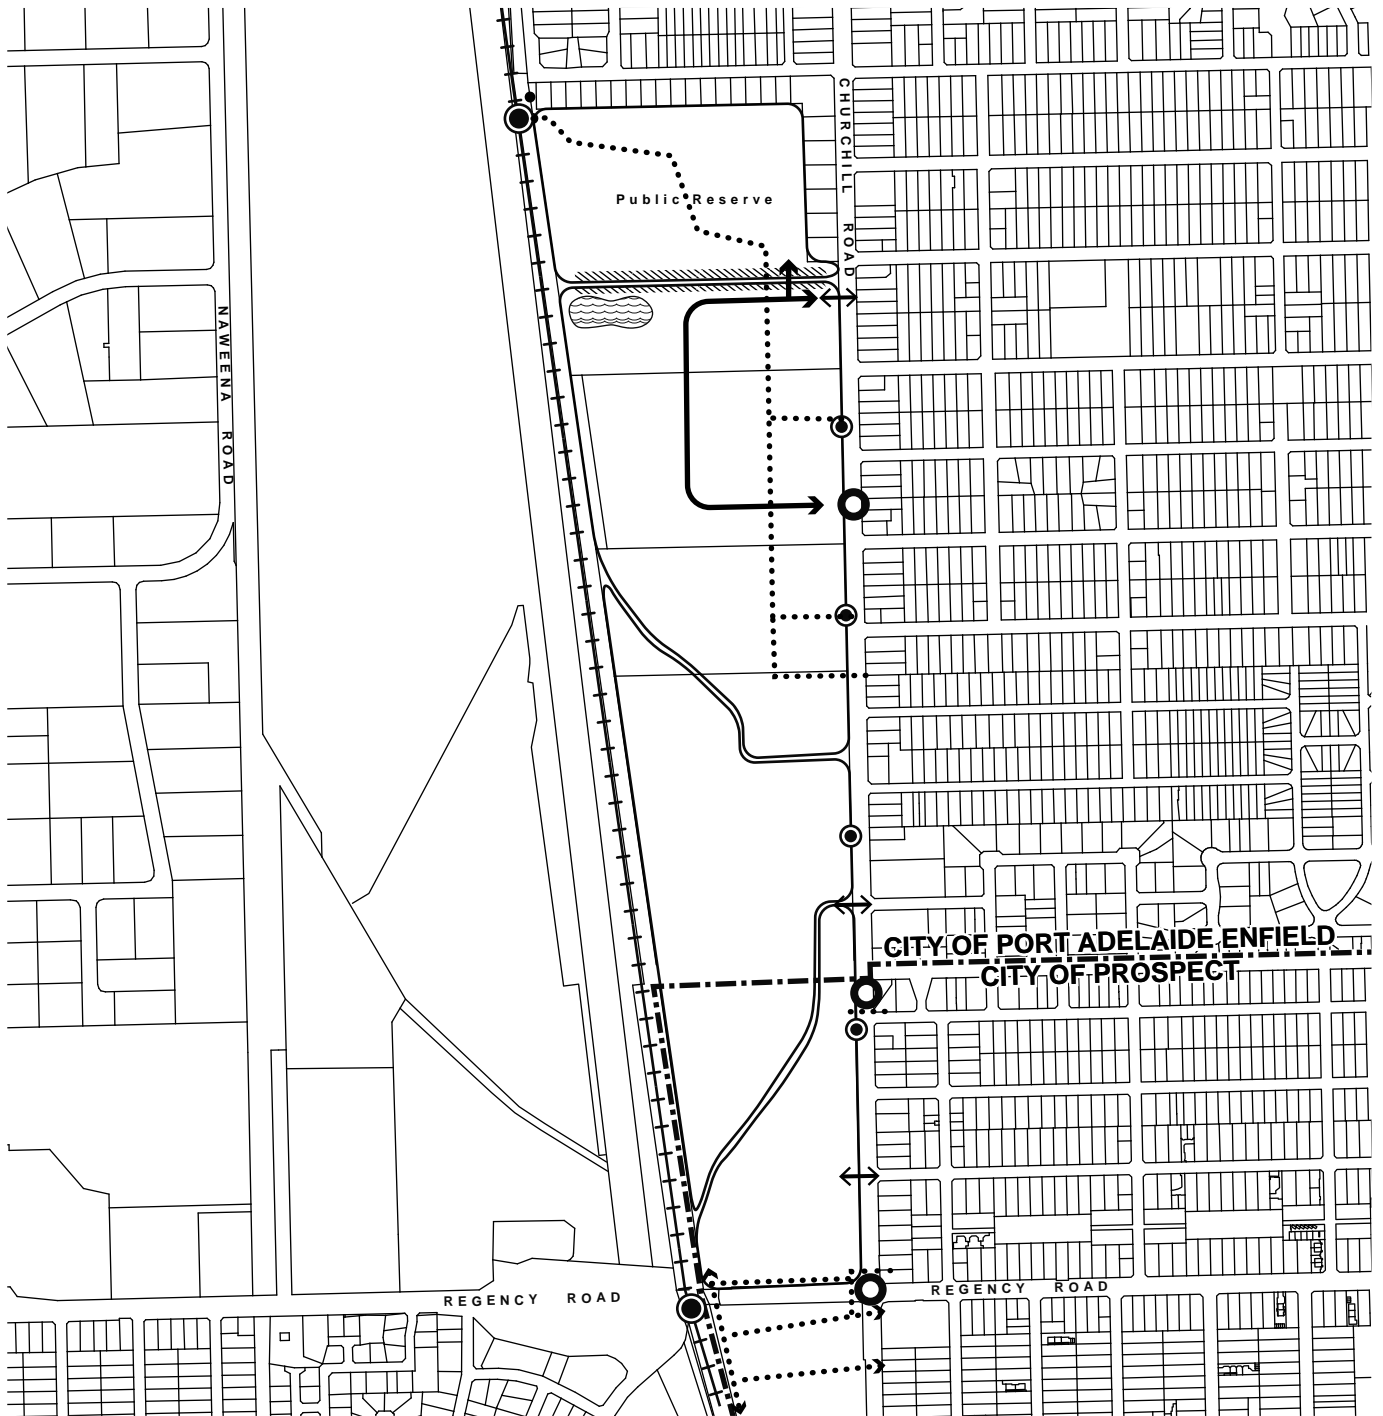 CHURCHILL ROAD
Public Reserve
NAWEENA ROAD
CITY OF PORT ADELAIDE ENFIELD
CITY OF PROSPECT
REGENCY ROAD
REGENCY ROAD